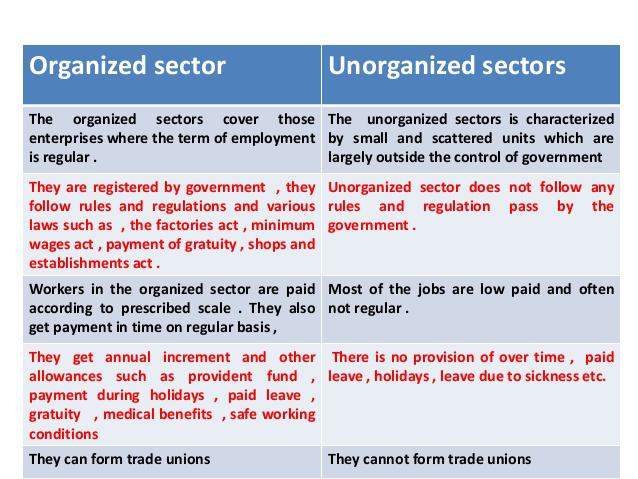 Organized sector
Unorganized sectors
The organized sectors cover those
enterprises where the term of employment
is regular .
The unorganized sectors is characterized
by small and scattered units which are
largely outside the control of government
They are registered by government , they
follow rules and regulations and various
laws such as , the factories act , minimum
wages act , payment of gratuity , shops and
establishments act .
Unorganized sector does not follow any
rules and regulation pass by the
government .
Workers in the organized sector are paid
according to prescribed scale . They also
get payment in time on regular basis ,
Most of the jobs are low paid and often
not regular .
They get annual increment and other
allowances such as provident fund ,
payment during holidays , paid leave ,
gratuity , medical benefits , safe working
conditions
There is no provision of over time , paid
leave , holidays , leave due to sickness etc.
They can form trade unions
They cannot form trade unions